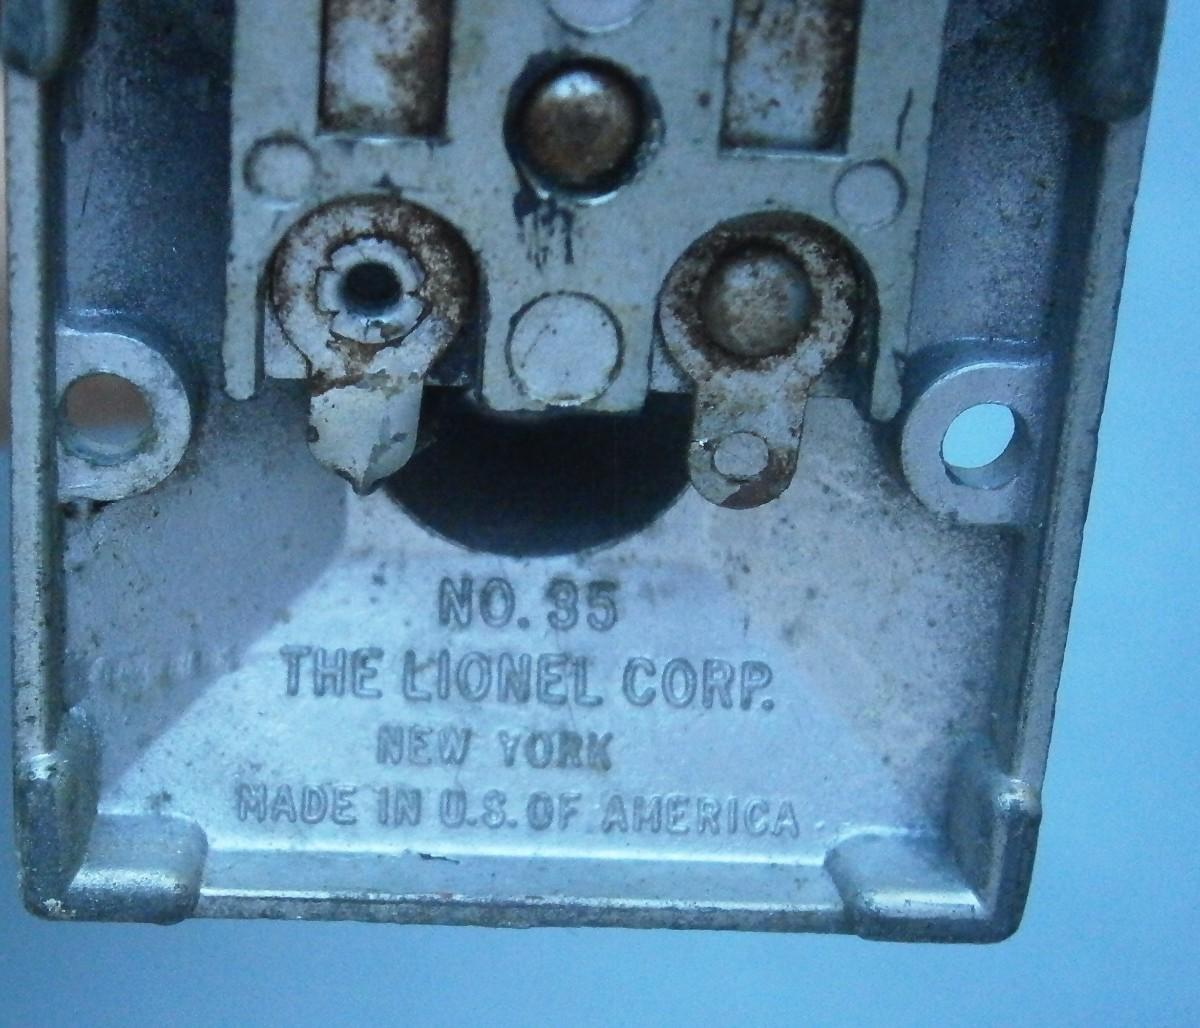 NO. 35
THE LIONEL CORP.
NEW YORK
MADE IN U.S. OF AMERICA